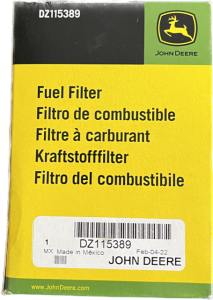 DZ115389
JOHN DEERE
Fuel Filter
Filtro de combustible
Filtre à carburant
Kraftstofffilter
Filtro del combustibile
1 DZ115389
MX Made in México Feb-04-22
JOHN DEERE
www.JohnDeere.com